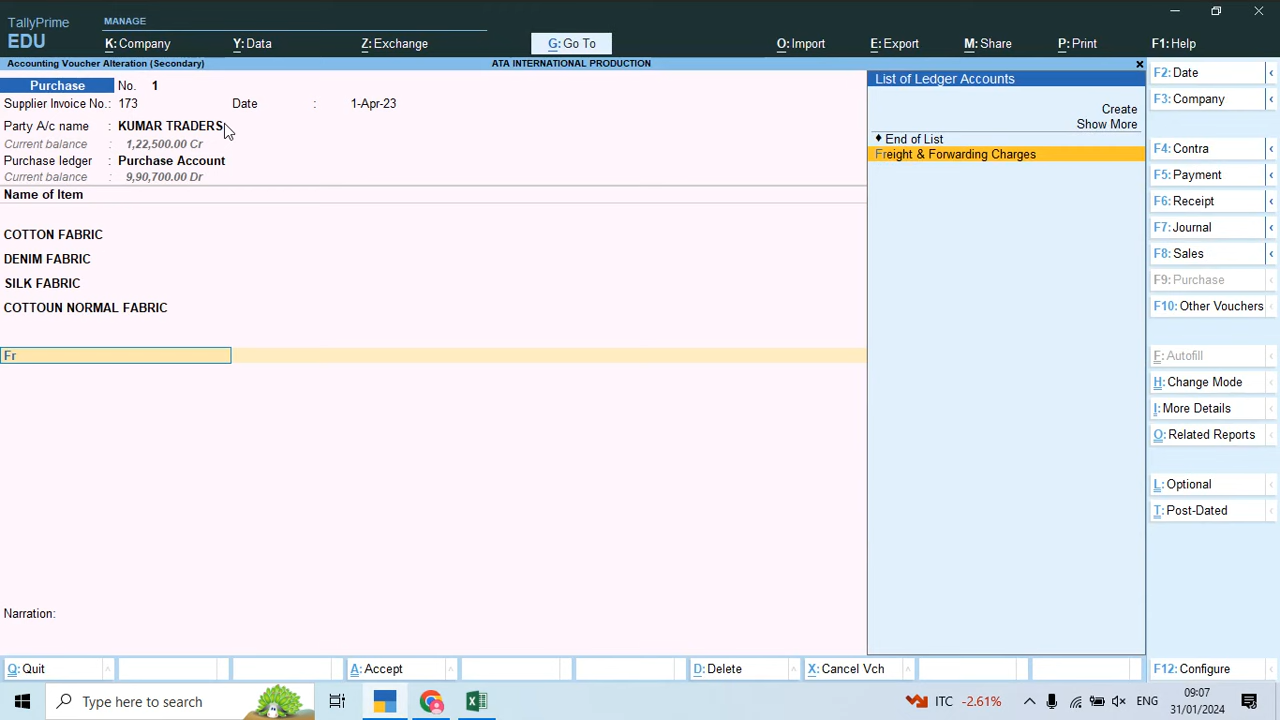 TallyPrime
EDU
MANAGE
K: Company
Y: Data
Z: Exchange
G: Go To
O: Import
E: Export
M: Share
P: Print
F1: Help
Accounting Voucher Alteration (Secondary)
ATA INTERNATIONAL PRODUCTION
Purchase No. 1
Supplier Invoice No.: 173 Date : 1-Apr-23
Party A/c name : KUMAR TRADERS
Current balance : 1,22,500.00 Cr
Purchase ledger : Purchase Account
Current balance : 9,90,700.00 Dr
Name of Item
COTTON FABRIC
DENIM FABRIC
SILK FABRIC
COTTOUN NORMAL FABRIC
Fr
Narration:
List of Ledger Accounts
Create
Show More
♦ End of List
Freight & Forwarding Charges
F2: Date
F3: Company
F4: Contra
F5: Payment
F6: Receipt
F7: Journal
F8: Sales
F9: Purchase
F10: Other Vouchers
F: Autofill
H: Change Mode
I: More Details
O: Related Reports
L: Optional
T: Post-Dated
F12: Configure
Q: Quit
A: Accept
D: Delete
X: Cancel Vch
Type here to search
ITC -2.61%
ENG
09:07
31/01/2024